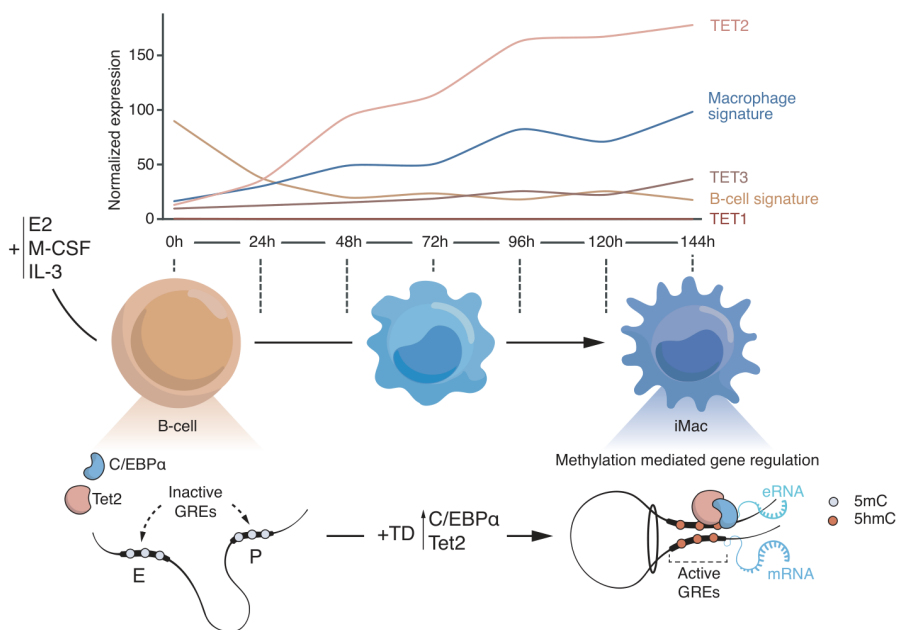 Normalized expression
150
100
50
0
TET2
Macrophage
signature
TET3
B-cell signature
TET1
0h
24h
48h
72h
96h
120h
144h
+
E2
M-CSF
IL-3
B-cell
iMac
C/EBPα
Tet2
Inactive
GREs
E
P
+TD
C/EBPα
Tet2
Methylation mediated gene regulation
eRNA
mRNA
Active
GREs
5mC
5hmC